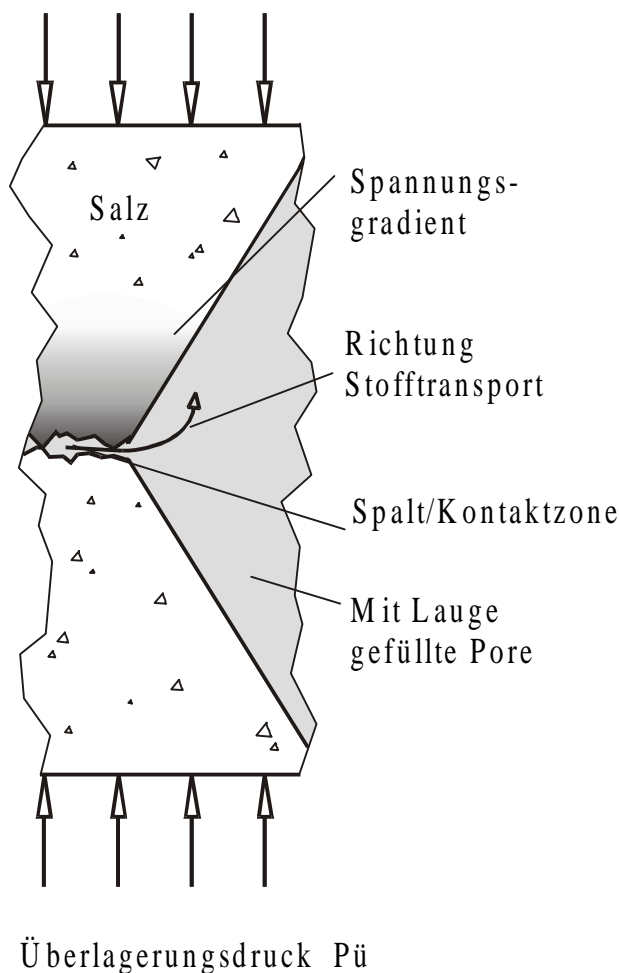 Salz
Spannungs-
gradient
Richtung
Stofftransport
Spalt/Kontaktzone
Mit Lauge
gefüllte Pore
Überlagerungsdruck Pü